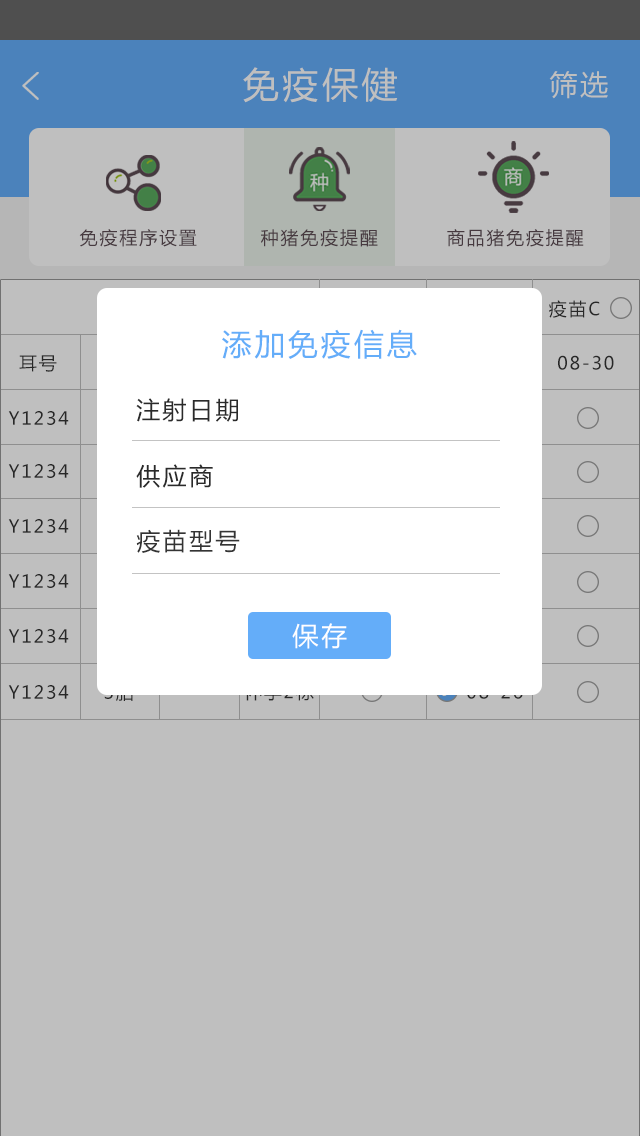 免疫保健
筛选
种
商
免疫程序设置
种猪免疫提醒
商品猪免疫提醒
疫苗C
耳号
08-30
添加免疫信息
注射日期
供应商
疫苗型号
保存
Y1234
Y1234
Y1234
Y1234
Y1234
Y1234